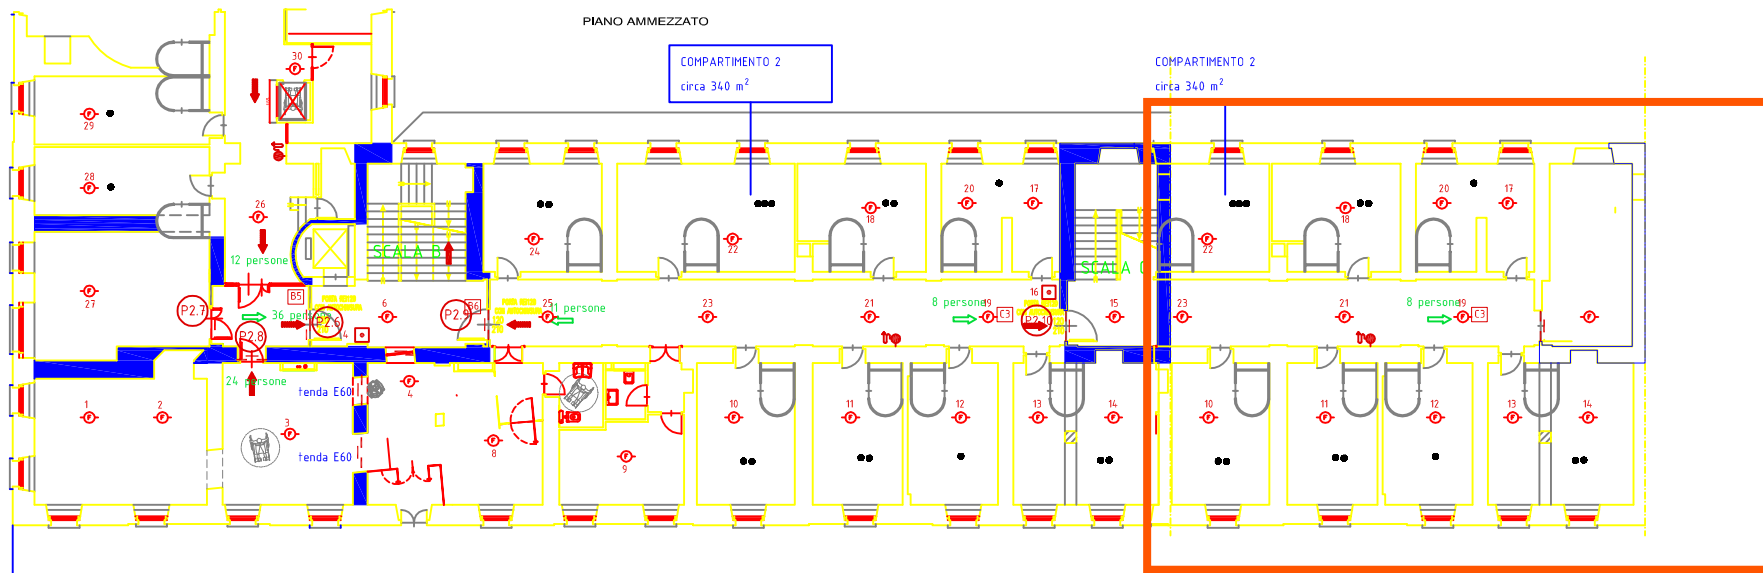 PIANO AMMEZZATO
COMPARTIMENTO 2
circa 340 m²
COMPARTIMENTO 2
circa 340 m²
30
29
28
26
12 persone
27
SCALA B
24
22
18
20
17
SCALA C
22
18
20
17
P2.7
B5
36 persone
P2.6
P2.8
14
6
P2.9
B6
25
31 persone
23
21
8 persone
19
C3
16
P2.10
15
23
21
8 persone
19
C3
24 persone
tenda E60
tenda E60
1
2
3
4
8
9
10
11
12
13
14
10
11
12
13
14